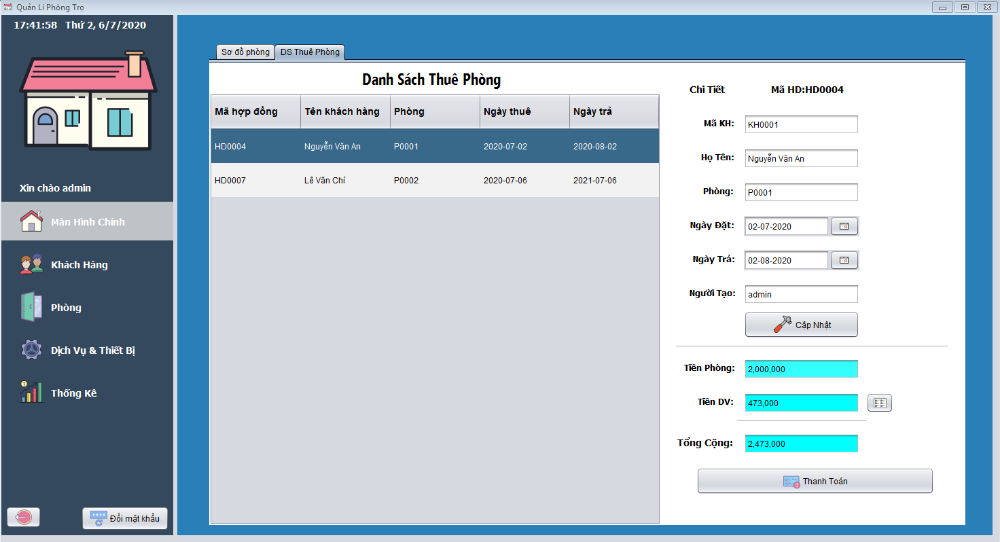 Quản Lí Phòng Trọ
17:41:58 Thứ 2, 6/7/2020
Xin chào admin
Màn Hình Chính
Khách Hàng
Phòng
Dịch Vụ & Thiết Bị
Thống Kê
Đổi mật khẩu
Sơ đồ phòng DS Thuê Phòng
Danh Sách Thuê Phòng
Mã hợp đồng Tên khách hàng Phòng Ngày thuê Ngày trả
HD0004 Nguyễn Văn An P0001 2020-07-02 2020-08-02
HD0007 Lê Văn Chí P0002 2020-07-06 2021-07-06
Chi Tiết Mã HD:HD0004
Mã KH: KH0001
Họ Tên: Nguyễn Văn An
Phòng: P0001
Ngày Đặt: 02-07-2020
Ngày Trả: 02-08-2020
Người Tạo: admin
Cập Nhật
Tiền Phòng: 2,000,000
Tiền DV: 473,000
Tổng Cộng: 2,473,000
Thanh Toán